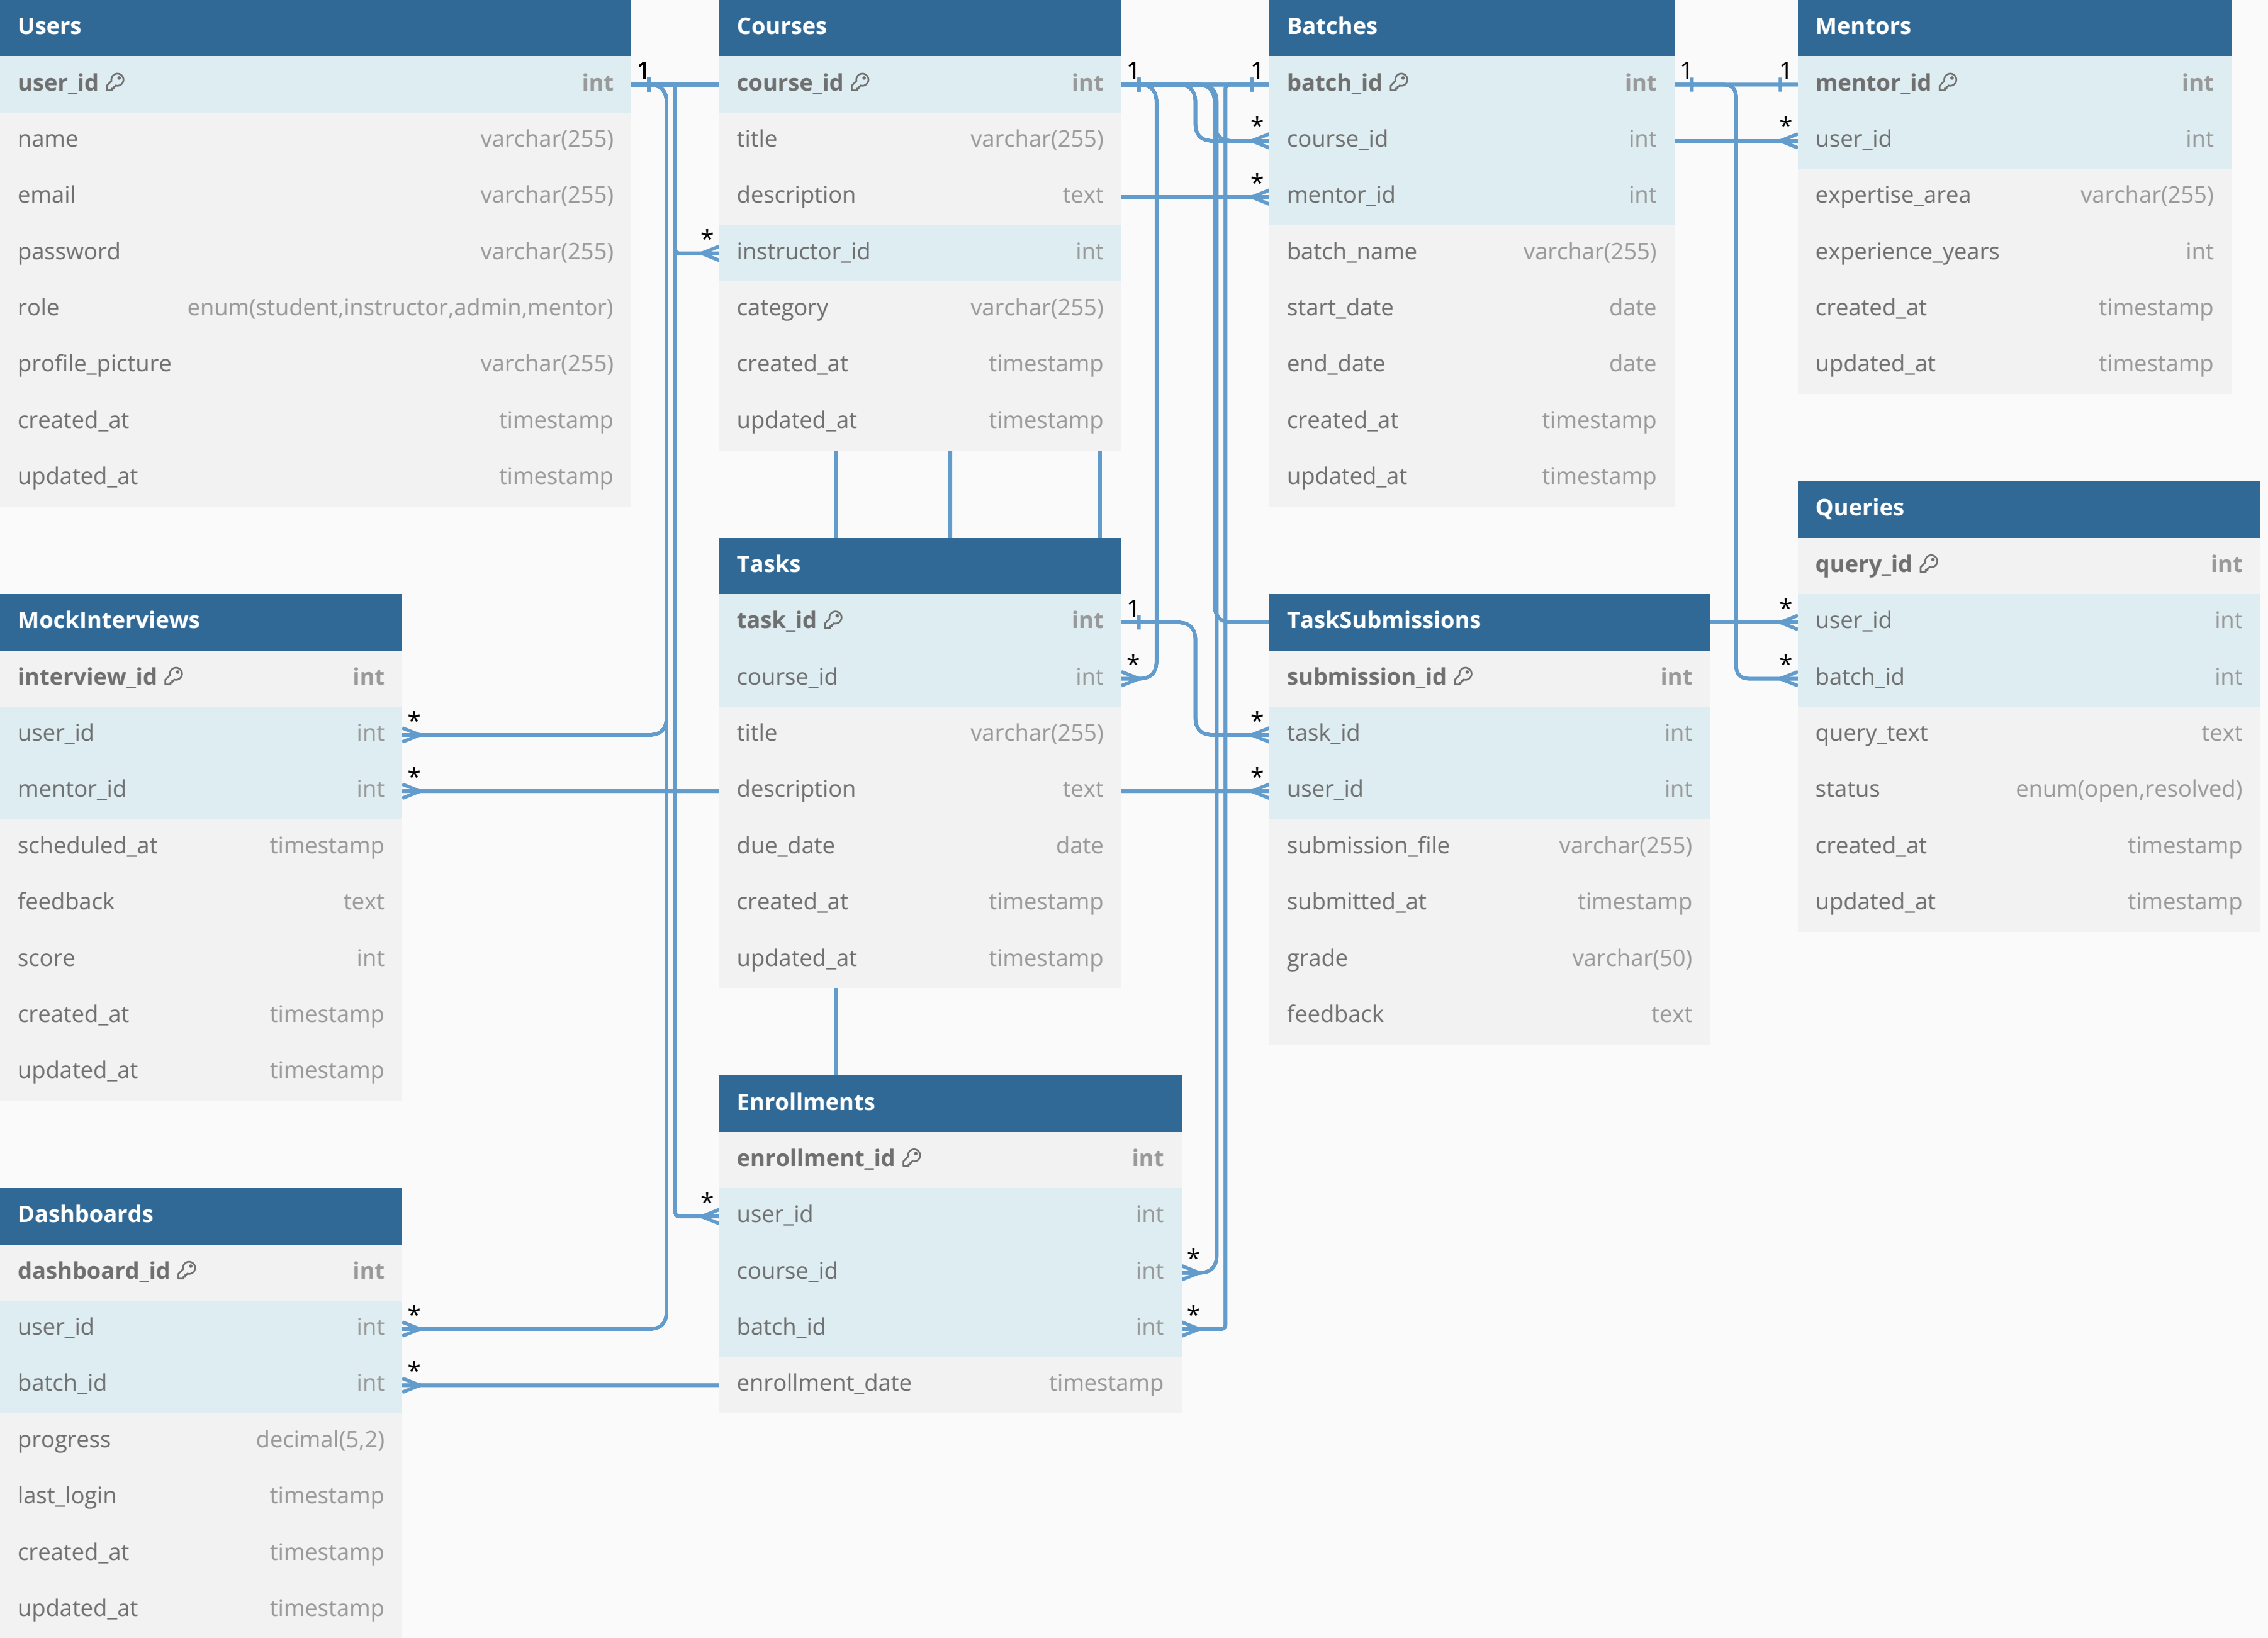 Users
user_id int
name varchar(255)
email varchar(255)
password varchar(255)
role enum(student,instructor,admin,mentor)
profile_picture varchar(255)
created_at timestamp
updated_at timestamp
1
Courses
course_id int
title varchar(255)
description text
* instructor_id int
category varchar(255)
created_at timestamp
updated_at timestamp
1
1
Batches
batch_id int
* course_id int
* mentor_id int
batch_name varchar(255)
start_date date
end_date date
created_at timestamp
updated_at timestamp
1
1
Mentors
mentor_id int
* user_id int
expertise_area varchar(255)
experience_years int
created_at timestamp
updated_at timestamp
MockInterviews
interview_id int
user_id int *
mentor_id int *
scheduled_at timestamp
feedback text
score int
created_at timestamp
updated_at timestamp
Tasks
task_id int 1
course_id int *
title varchar(255)
description text
due_date date
created_at timestamp
updated_at timestamp
TaskSubmissions
submission_id int
* task_id int
* user_id int
submission_file varchar(255)
submitted_at timestamp
grade varchar(50)
feedback text
Queries
query_id int
* user_id int
* batch_id int
query_text text
status enum(open,resolved)
created_at timestamp
updated_at timestamp
Dashboards
dashboard_id int
user_id int *
batch_id int *
progress decimal(5,2)
last_login timestamp
created_at timestamp
updated_at timestamp
Enrollments
enrollment_id int
* user_id int
course_id int *
batch_id int *
enrollment_date timestamp